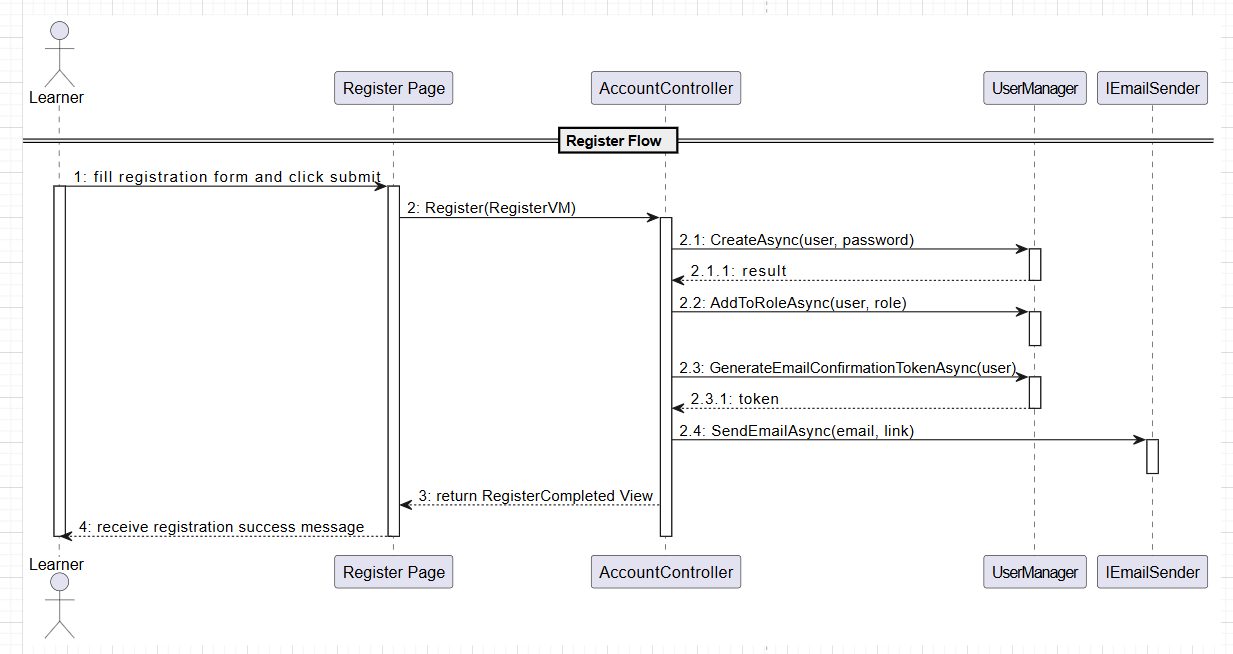 Learner
Register Page
AccountController
UserManager
IEmailSender
Register Flow
1: fill registration form and click submit
2: Register(RegisterVM)
2.1: CreateAsync(user, password)
2.1.1: result
2.2: AddToRoleAsync(user, role)
2.3: GenerateEmailConfirmationTokenAsync(user)
2.3.1: token
2.4: SendEmailAsync(email, link)
3: return RegisterCompleted View
4: receive registration success message
Learner
Register Page
AccountController
UserManager
IEmailSender